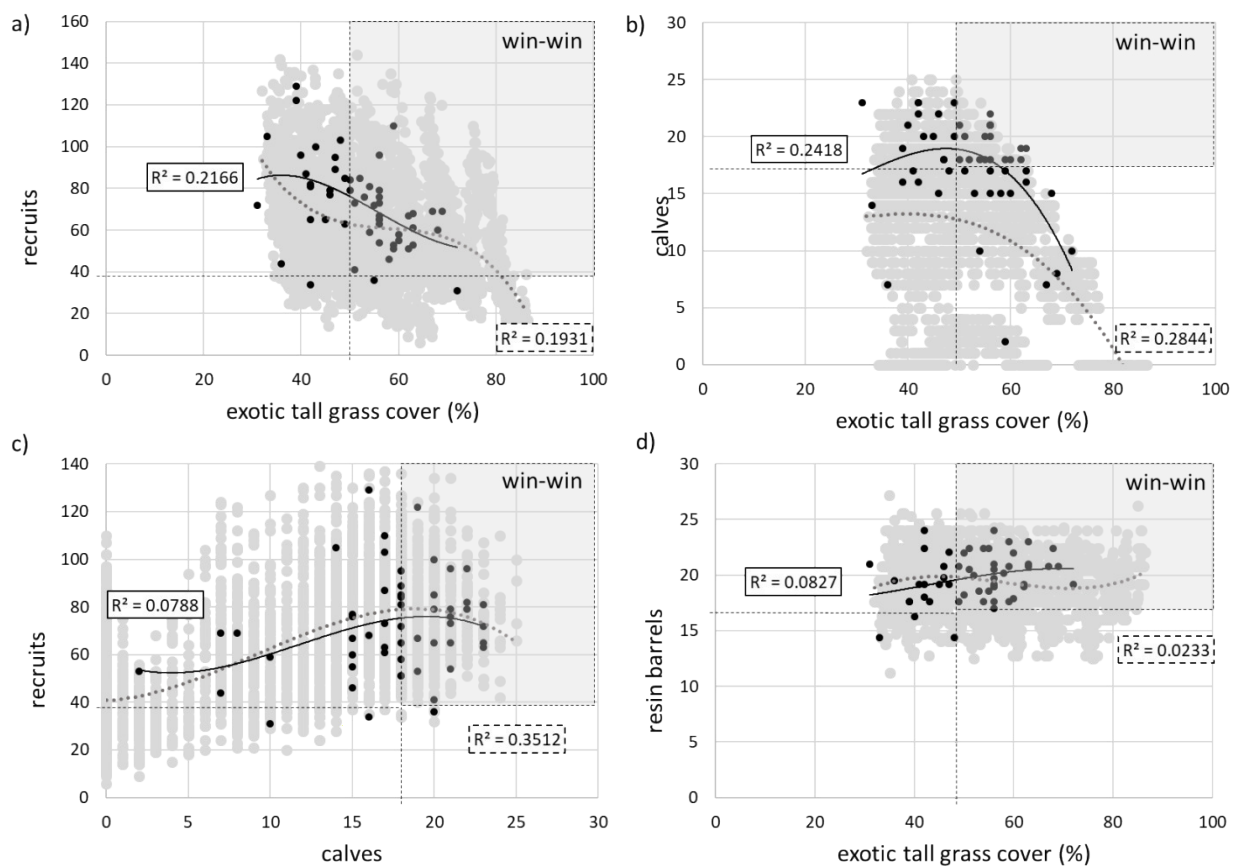 a)
160
140
120
100
80
60
40
20
0
recruits
win-win
R² = 0.2166
R² = 0.1931
0 20 40 60 80 100
exotic tall grass cover (%)
b)
30
25
20
15
10
5
0
calves
win-win
R² = 0.2418
R² = 0.2844
0 20 40 60 80 100
exotic tall grass cover (%)
c)
140
120
100
80
60
40
20
0
recruits
win-win
R² = 0.0788
R² = 0.3512
0 5 10 15 20 25 30
calves
d)
30
25
20
15
10
5
0
resin barrels
win-win
R² = 0.0827
R² = 0.0233
0 20 40 60 80 100
exotic tall grass cover (%)